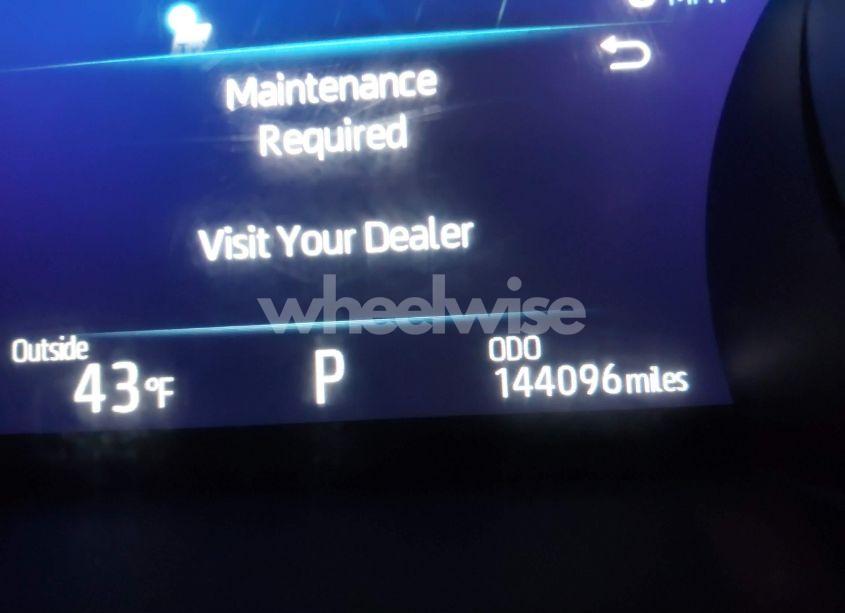 Maintenance
Required
Visit Your Dealer
wheelwise
Outside
43°F
P
ODO
144096 miles